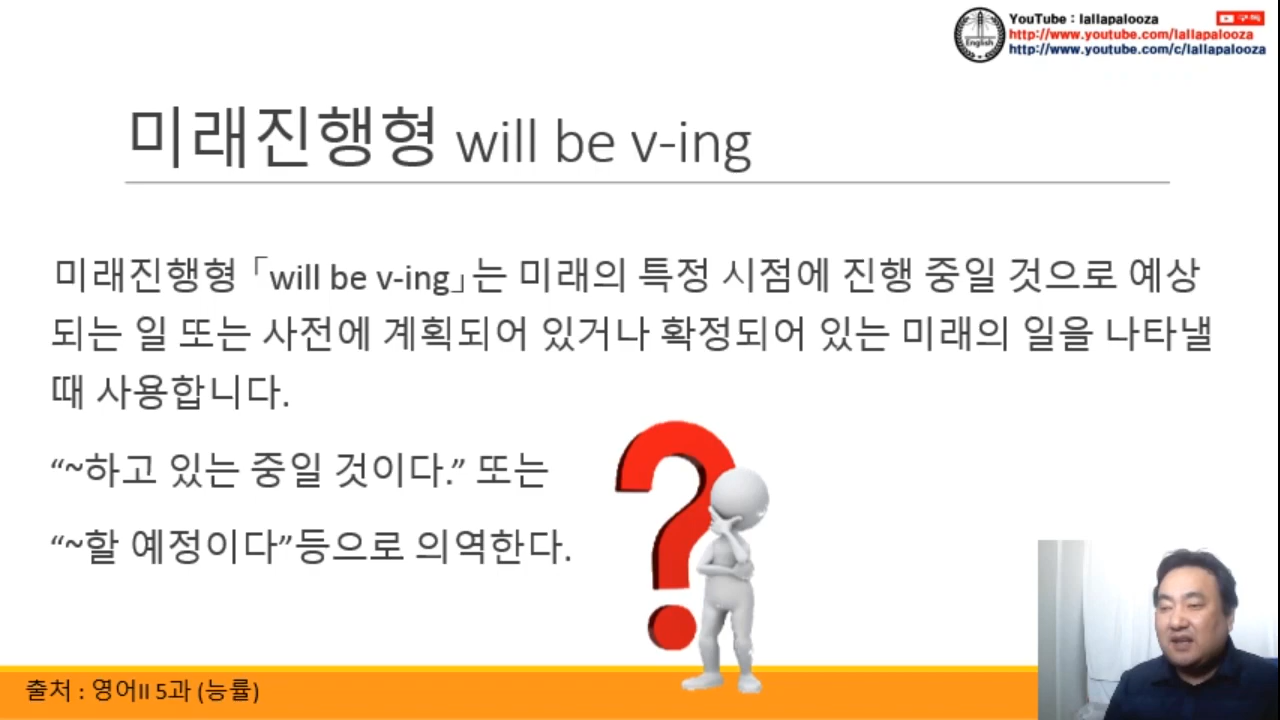 YouTube : lallapalooza
구독
http://www.youtube.com/lallapalooza
http://www.youtube.com/c/lallapalooza
English
미래진행형 will be v-ing
미래진행형 「will be v-ing」는 미래의 특정 시점에 진행 중일 것으로 예상
되는 일 또는 사전에 계획되어 있거나 확정되어 있는 미래의 일을 나타낼
때 사용합니다.
“~하고 있는 중일 것이다.” 또는
“~할 예정이다”등으로 의역한다.
출처 : 영어II 5과 (능률)